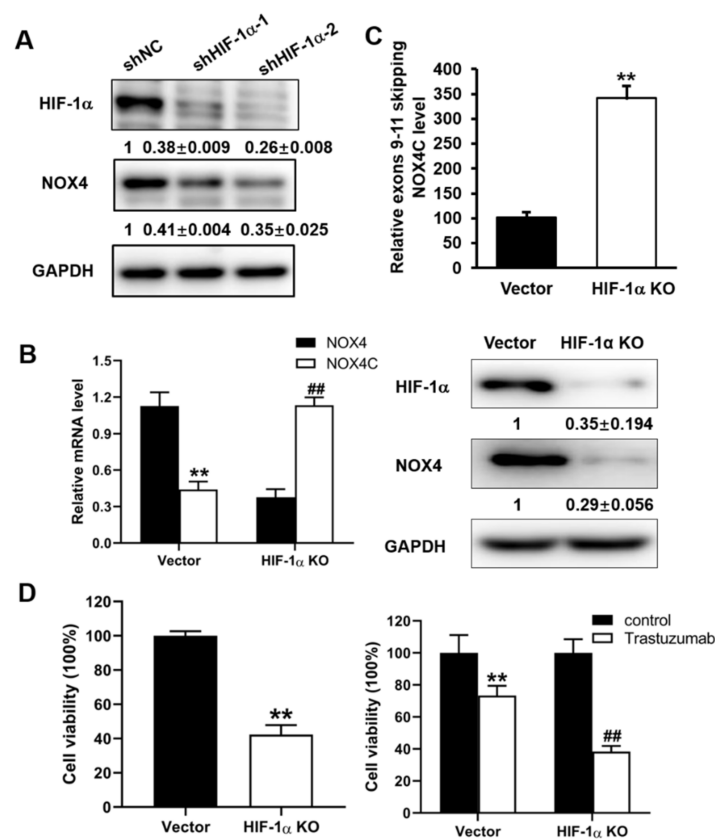 A
shNC
shHIF-1α-1
shHIF-1α-2
HIF-1α
1 0.38±0.009 0.26±0.008
NOX4
1 0.41±0.004 0.35±0.025
GAPDH
C
Relative exons 9-11 skipping
NOX4C level
400
350
300
250
200
150
100
50
0
**
Vector HIF-1α KO
B
NOX4
NOX4C
Relative mRNA level
1.5
1.2
0.9
0.6
0.3
0.0
**
##
Vector HIF-1α KO
Vector HIF-1α KO
HIF-1α
1 0.35±0.194
NOX4
1 0.29±0.056
GAPDH
D
Cell viability (100%)
120
100
80
60
40
20
0
**
Vector HIF-1α KO
control
Trastuzumab
Cell viability (100%)
120
100
80
60
40
20
0
**
##
Vector HIF-1α KO